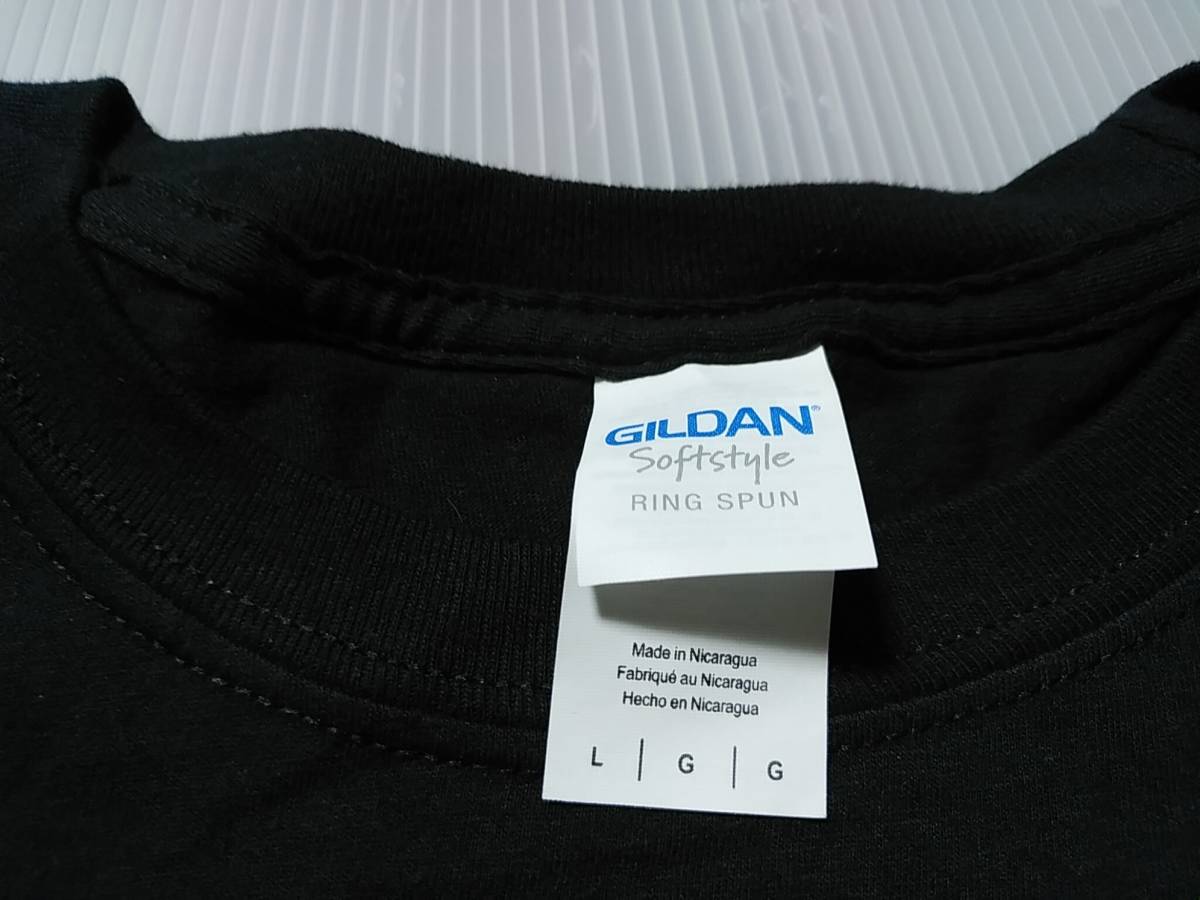 GILDAN®
Softstyle
RING SPUN
Made in Nicaragua
Fabriqué au Nicaragua
Hecho en Nicaragua
L | G | G